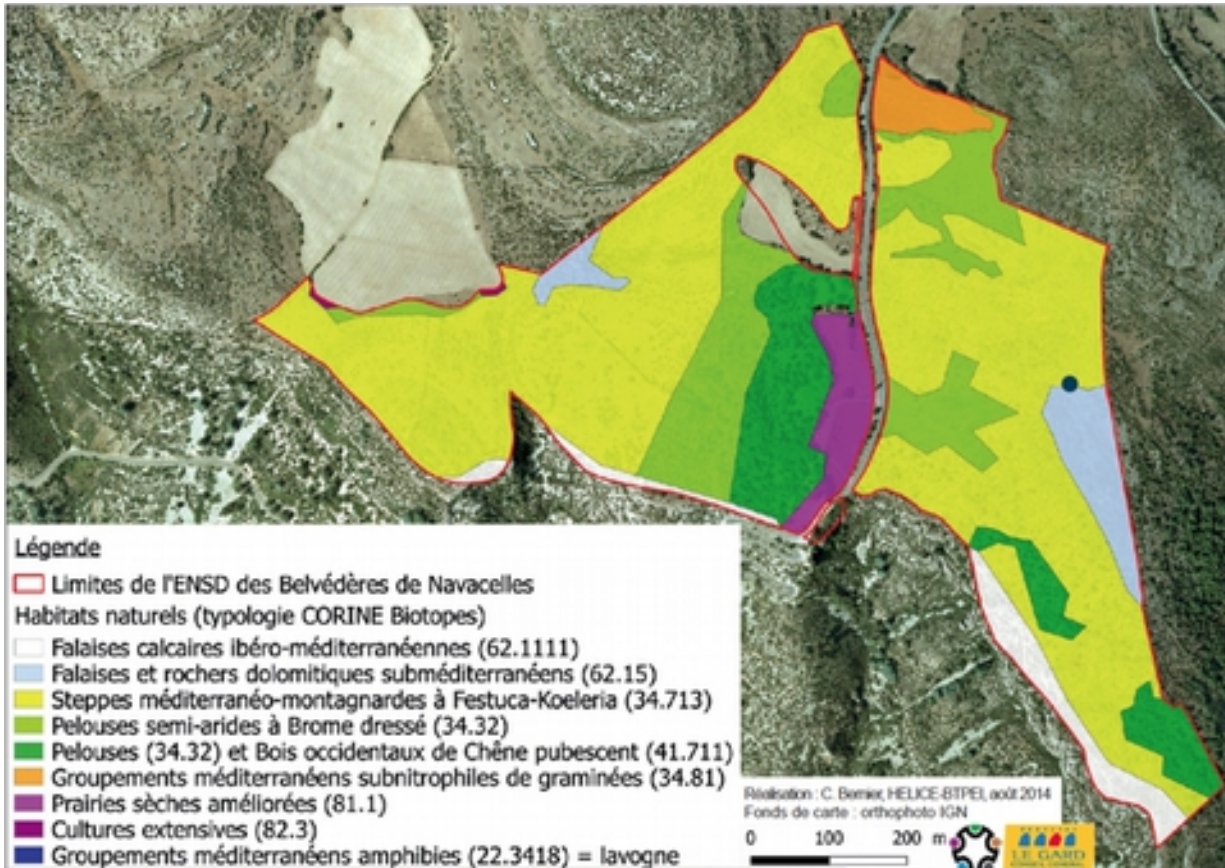 Légende
Limites de l'ENSD des Belvédères de Navacelles
Habitats naturels (typologie CORINE Biotopes)
Falaises calcaires ibéro-méditerranéennes (62.1111)
Falaises et rochers dolomitiques subméditerranéens (62.15)
Steppes méditerranéo-montagnardes à Festuca-Koeleria (34.713)
Pelouses semi-arides à Brome dressé (34.32)
Pelouses (34.32) et Bois occidentaux de Chêne pubescent (41.711)
Groupements méditerranéens subnitrophiles de graminées (34.81)
Prairies sèches améliorées (81.1)
Cultures extensives (82.3)
Groupements méditerranéens amphibies (22.3418) = lavogne
Réalisation : C. Bernier, HELICE-BTPEI, août 2014
Fonds de carte : orthophoto IGN
0 100 200 m
LE GARD